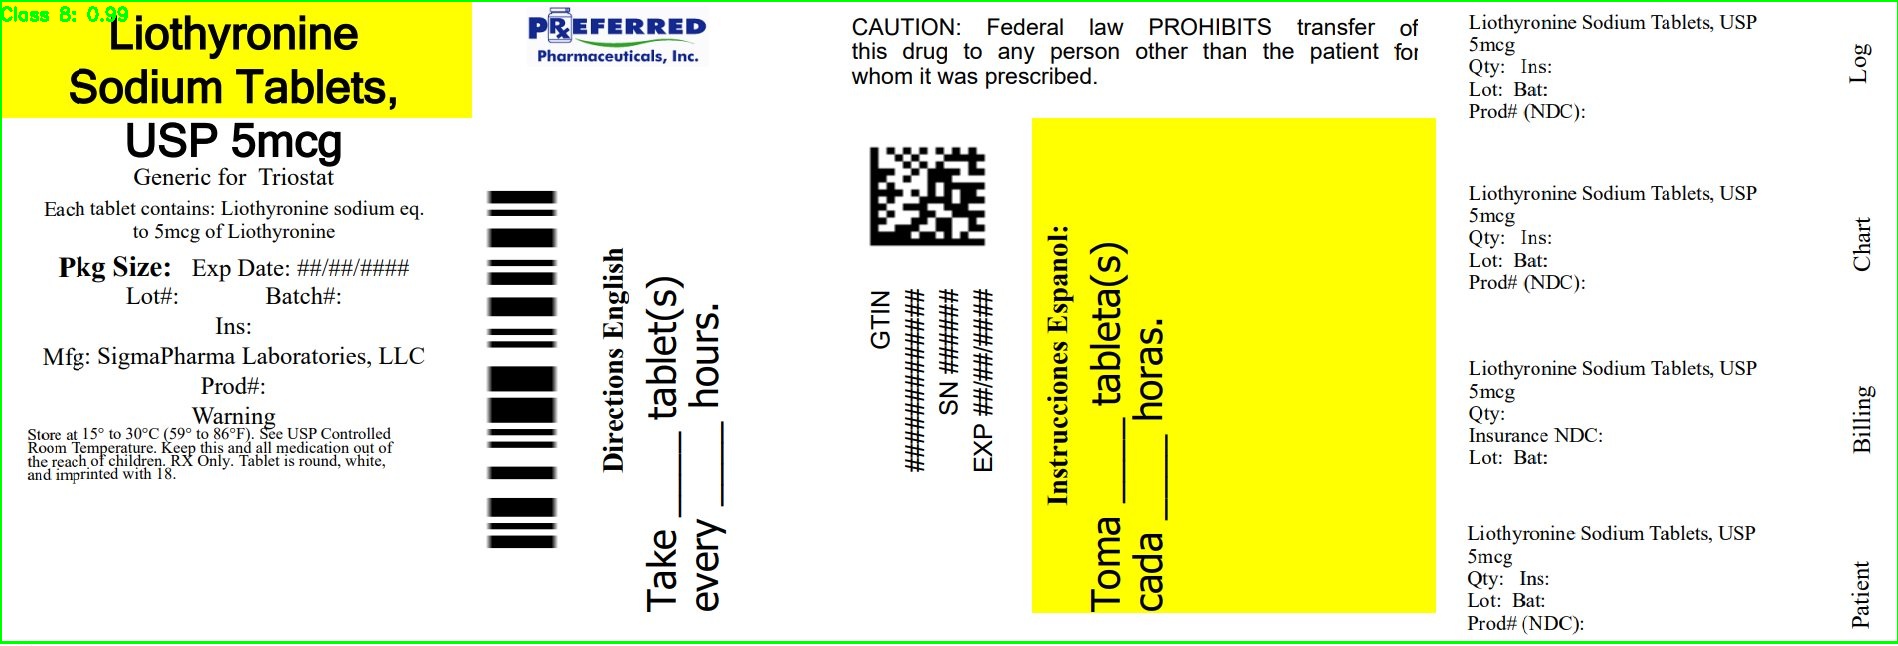 Class 8: 0.99
Liothyronine
Sodium Tablets,
USP 5mcg
Generic for Triostat
Each tablet contains: Liothyronine sodium eq.
to 5mcg of Liothyronine
Pkg Size: Exp Date: ##/##/####
Lot#: Batch#:
Ins:
Mfg: SigmaPharma Laboratories, LLC
Prod#:
Warning
Store at 15° to 30°C (59° to 86°F). See USP Controlled
Room Temperature. Keep this and all medication out of
the reach of children. RX Only. Tablet is round, white,
and imprinted with 18.
PREFERRED
Pharmaceuticals, Inc.
Directions English
Take ____ tablet(s)
every ____ hours.
CAUTION: Federal law PROHIBITS transfer of
this drug to any person other than the patient for
whom it was prescribed.
GTIN
##############
SN ######
EXP ##/##/####
Instrucciones Espanol:
Toma ____ tableta(s)
cada ____ horas.
Liothyronine Sodium Tablets, USP
5mcg
Qty: Ins:
Lot: Bat:
Prod# (NDC):
Log
Liothyronine Sodium Tablets, USP
5mcg
Qty: Ins:
Lot: Bat:
Prod# (NDC):
Chart
Liothyronine Sodium Tablets, USP
5mcg
Qty:
Insurance NDC:
Lot: Bat:
Billing
Liothyronine Sodium Tablets, USP
5mcg
Qty: Ins:
Lot: Bat:
Prod# (NDC):
Patient